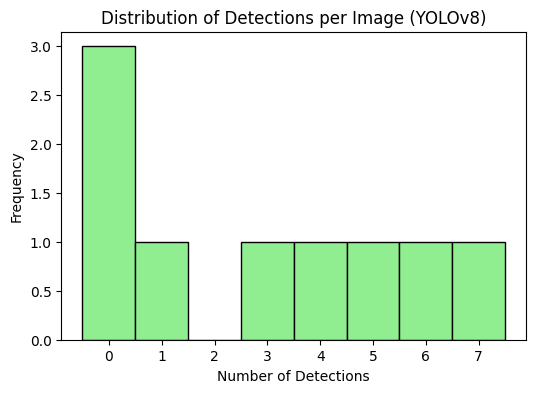 Distribution of Detections per Image (YOLOv8)
3.0
2.5
2.0
1.5
1.0
0.5
0.0
Frequency
0 1 2 3 4 5 6 7
Number of Detections